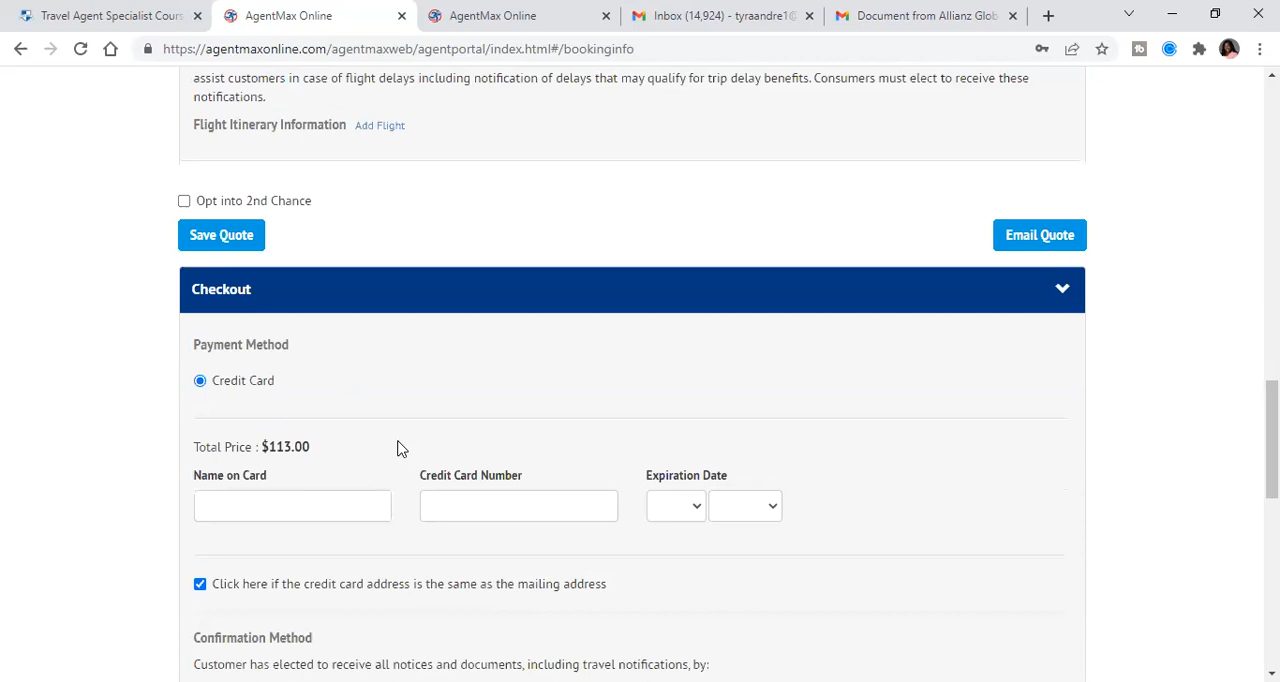 Travel Agent Specialist Cours
AgentMax Online
AgentMax Online
Inbox (14,924) - tyraandre1@
Document from Allianz Glob
https://agentmaxonline.com/agentmaxweb/agentportal/index.html#/bookinginfo
assist customers in case of flight delays including notification of delays that may qualify for trip delay benefits. Consumers must elect to receive these
notifications.
Flight Itinerary Information Add Flight
Opt into 2nd Chance
Save Quote
Email Quote
Checkout
Payment Method
Credit Card
Total Price : $113.00
Name on Card
Credit Card Number
Expiration Date
Click here if the credit card address is the same as the mailing address
Confirmation Method
Customer has elected to receive all notices and documents, including travel notifications, by: